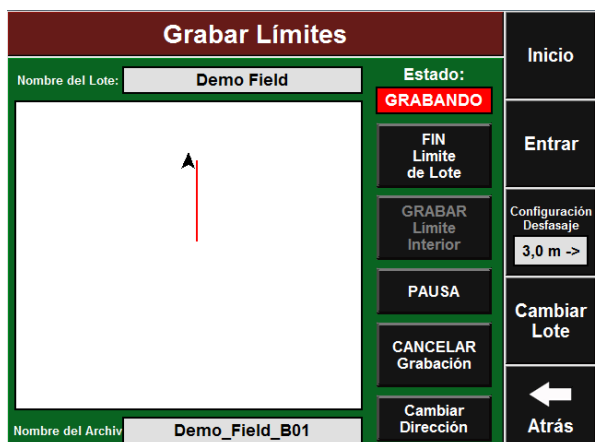 Grabar Límites
Nombre del Lote:
Demo Field
Estado:
GRABANDO
FIN
Limite
de Lote
GRABAR
Límite
Interior
PAUSA
CANCELAR
Grabación
Cambiar
Dirección
Nombre del Archiv
Demo_Field_B01
Inicio
Entrar
Configuración
Desfasaje
3,0 m ->
Cambiar
Lote
Atrás